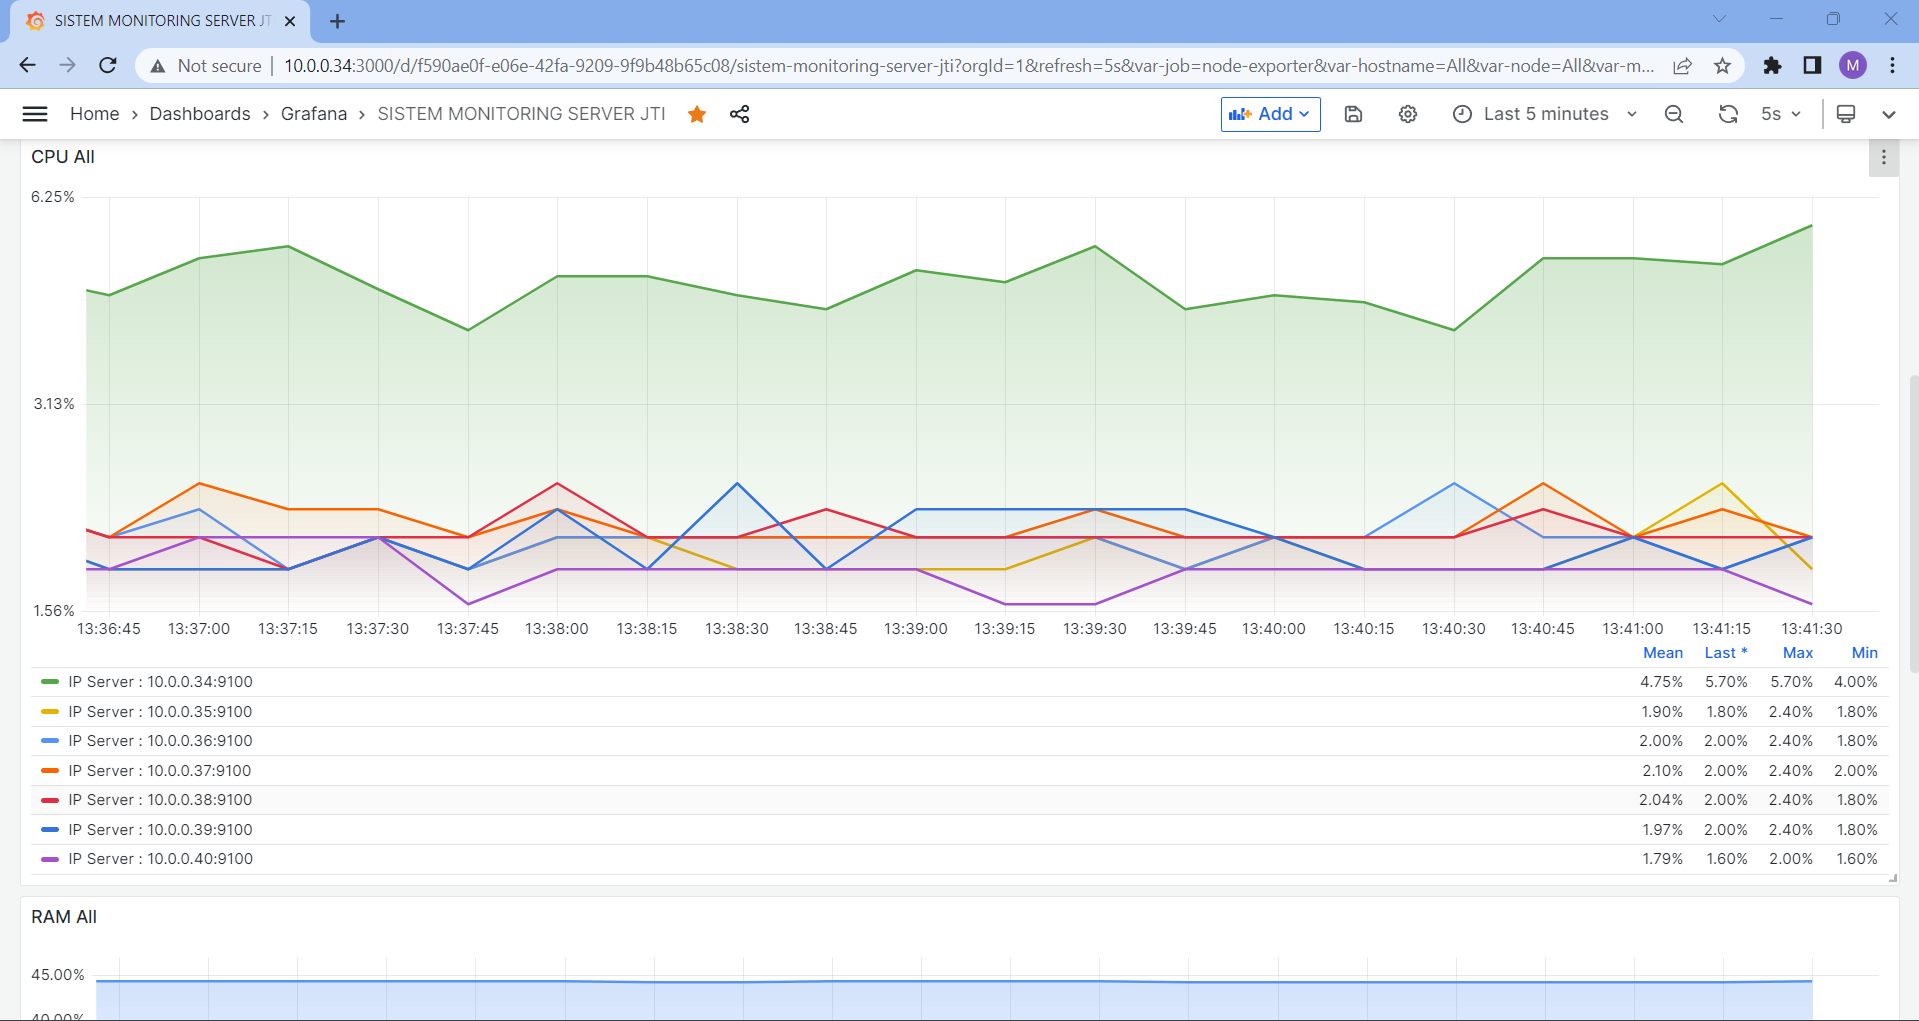 SISTEM MONITORING SERVER JT
Not secure 10.0.0.34:3000/d/f590ae0f-e06e-42fa-9209-9f9b48b65c08/sistem-monitoring-server-jti?orgId=1&refresh=5s&var-job=node-exporter&var-hostname=All&var-node=All&var-m... M
Home › Dashboards › Grafana › SISTEM MONITORING SERVER JTI Add Last 5 minutes 5s
CPU All
6.25%
3.13%
1.56%
13:36:45 13:37:00 13:37:15 13:37:30 13:37:45 13:38:00 13:38:15 13:38:30 13:38:45 13:39:00 13:39:15 13:39:30 13:39:45 13:40:00 13:40:15 13:40:30 13:40:45 13:41:00 13:41:15 13:41:30
Mean Last * Max Min
IP Server : 10.0.0.34:9100 4.75% 5.70% 5.70% 4.00%
IP Server : 10.0.0.35:9100 1.90% 1.80% 2.40% 1.80%
IP Server : 10.0.0.36:9100 2.00% 2.00% 2.40% 1.80%
IP Server : 10.0.0.37:9100 2.10% 2.00% 2.40% 2.00%
IP Server : 10.0.0.38:9100 2.04% 2.00% 2.40% 1.80%
IP Server : 10.0.0.39:9100 1.97% 2.00% 2.40% 1.80%
IP Server : 10.0.0.40:9100 1.79% 1.60% 2.00% 1.60%
RAM All
45.00%
40.00%